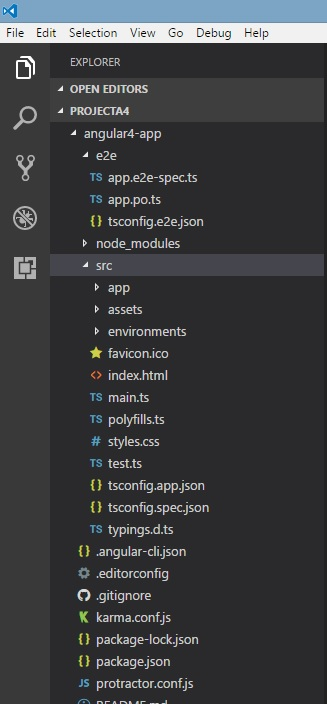 File Edit Selection View Go Debug Help
EXPLORER
OPEN EDITORS
PROJECTA4
angular4-app
e2e
TS app.e2e-spec.ts
TS app.po.ts
{} tsconfig.e2e.json
node_modules
src
app
assets
environments
favicon.ico
<> index.html
TS main.ts
TS polyfills.ts
# styles.css
TS test.ts
{} tsconfig.app.json
{} tsconfig.spec.json
TS typings.d.ts
{} .angular-cli.json
.editorconfig
.gitignore
karma.conf.js
{} package-lock.json
{} package.json
JS protractor.conf.js
README.md